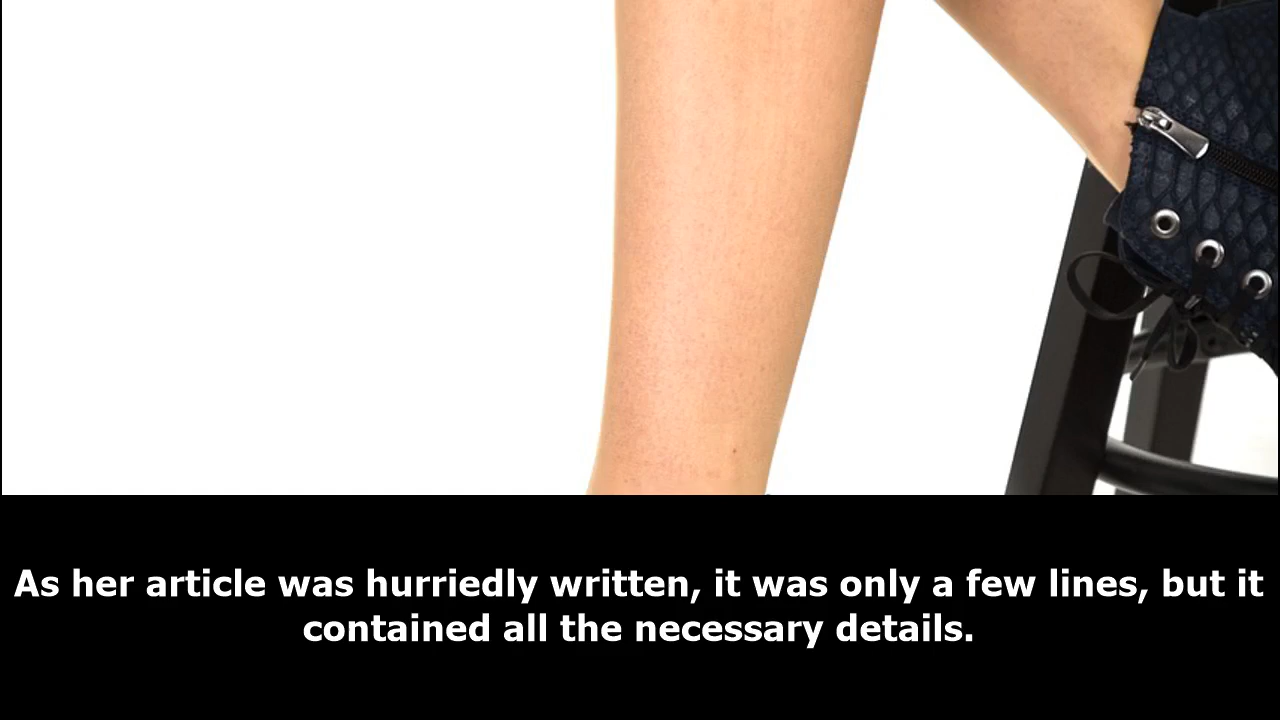 As her article was hurriedly written, it was only a few lines, but it
contained all the necessary details.